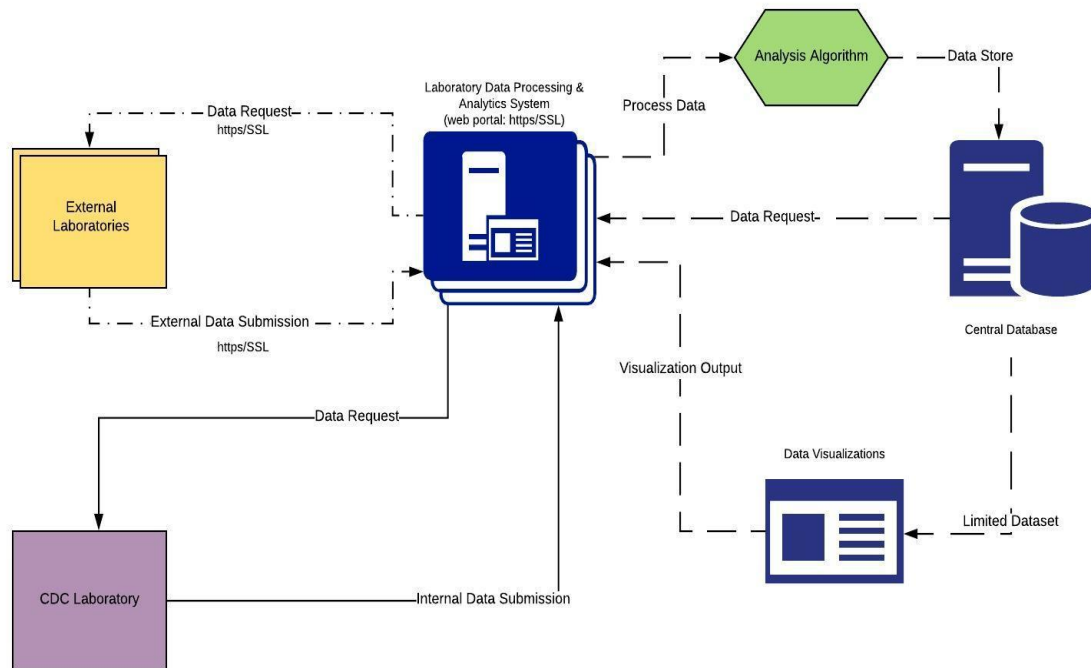 Analysis Algorithm
Data Store
Laboratory Data Processing &
Analytics System
(web portal: https/SSL)
Process Data
Data Request
https/SSL
External
Laboratories
Data Request
External Data Submission
https/SSL
Central Database
Visualization Output
Data Request
Data Visualizations
Limited Dataset
CDC Laboratory
Internal Data Submission